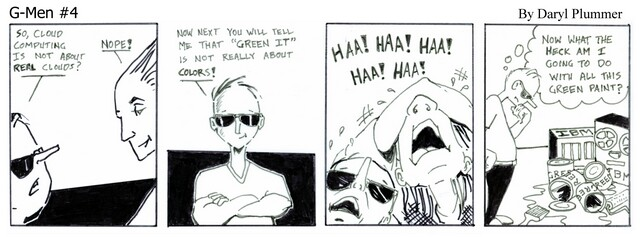 G-Men #4
By Daryl Plummer
SO, CLOUD
COMPUTING
IS NOT ABOUT
REAL CLOUDS?
NOPE!
NOW NEXT YOU WILL TELL
ME THAT "GREEN IT"
IS NOT REALLY ABOUT
COLORS!
HAA! HAA! HAA!
HAA! HAA!
NOW WHAT THE
HECK AM I
GOING TO DO
WITH ALL THIS
GREEN PAINT?
IBM
GREEN
GREEN